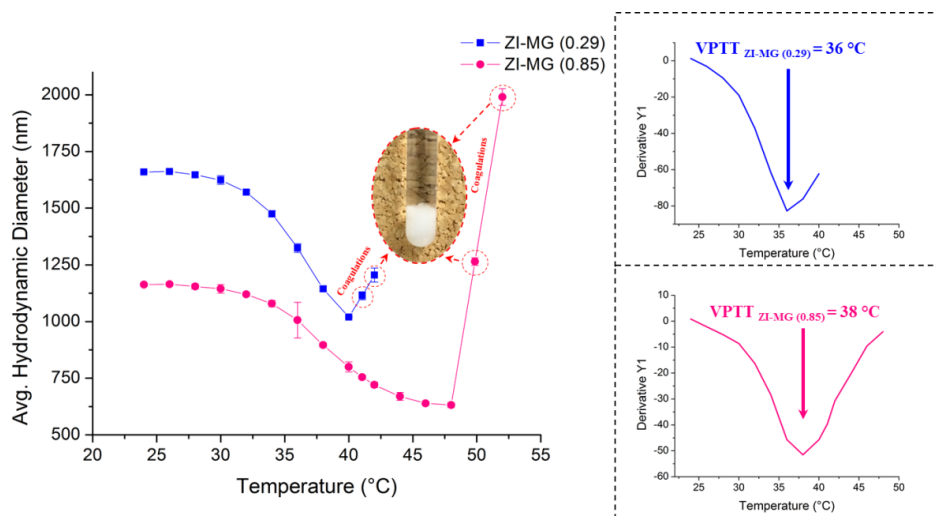 ZI-MG (0.29)
ZI-MG (0.85)
Avg. Hydrodynamic Diameter (nm)
2000
1750
1500
1250
1000
750
500
20 25 30 35 40 45 50 55
Temperature (°C)
Coagulations
Coagulations
VPTT ZI-MG (0.29) = 36 °C
Derivative Y1
0
-20
-40
-60
-80
25 30 35 40 45 50
Temperature (°C)
VPTT ZI-MG (0.85) = 38 °C
Derivative Y1
10
0
-10
-20
-30
-40
-50
-60
25 30 35 40 45 50
Temperature (°C)